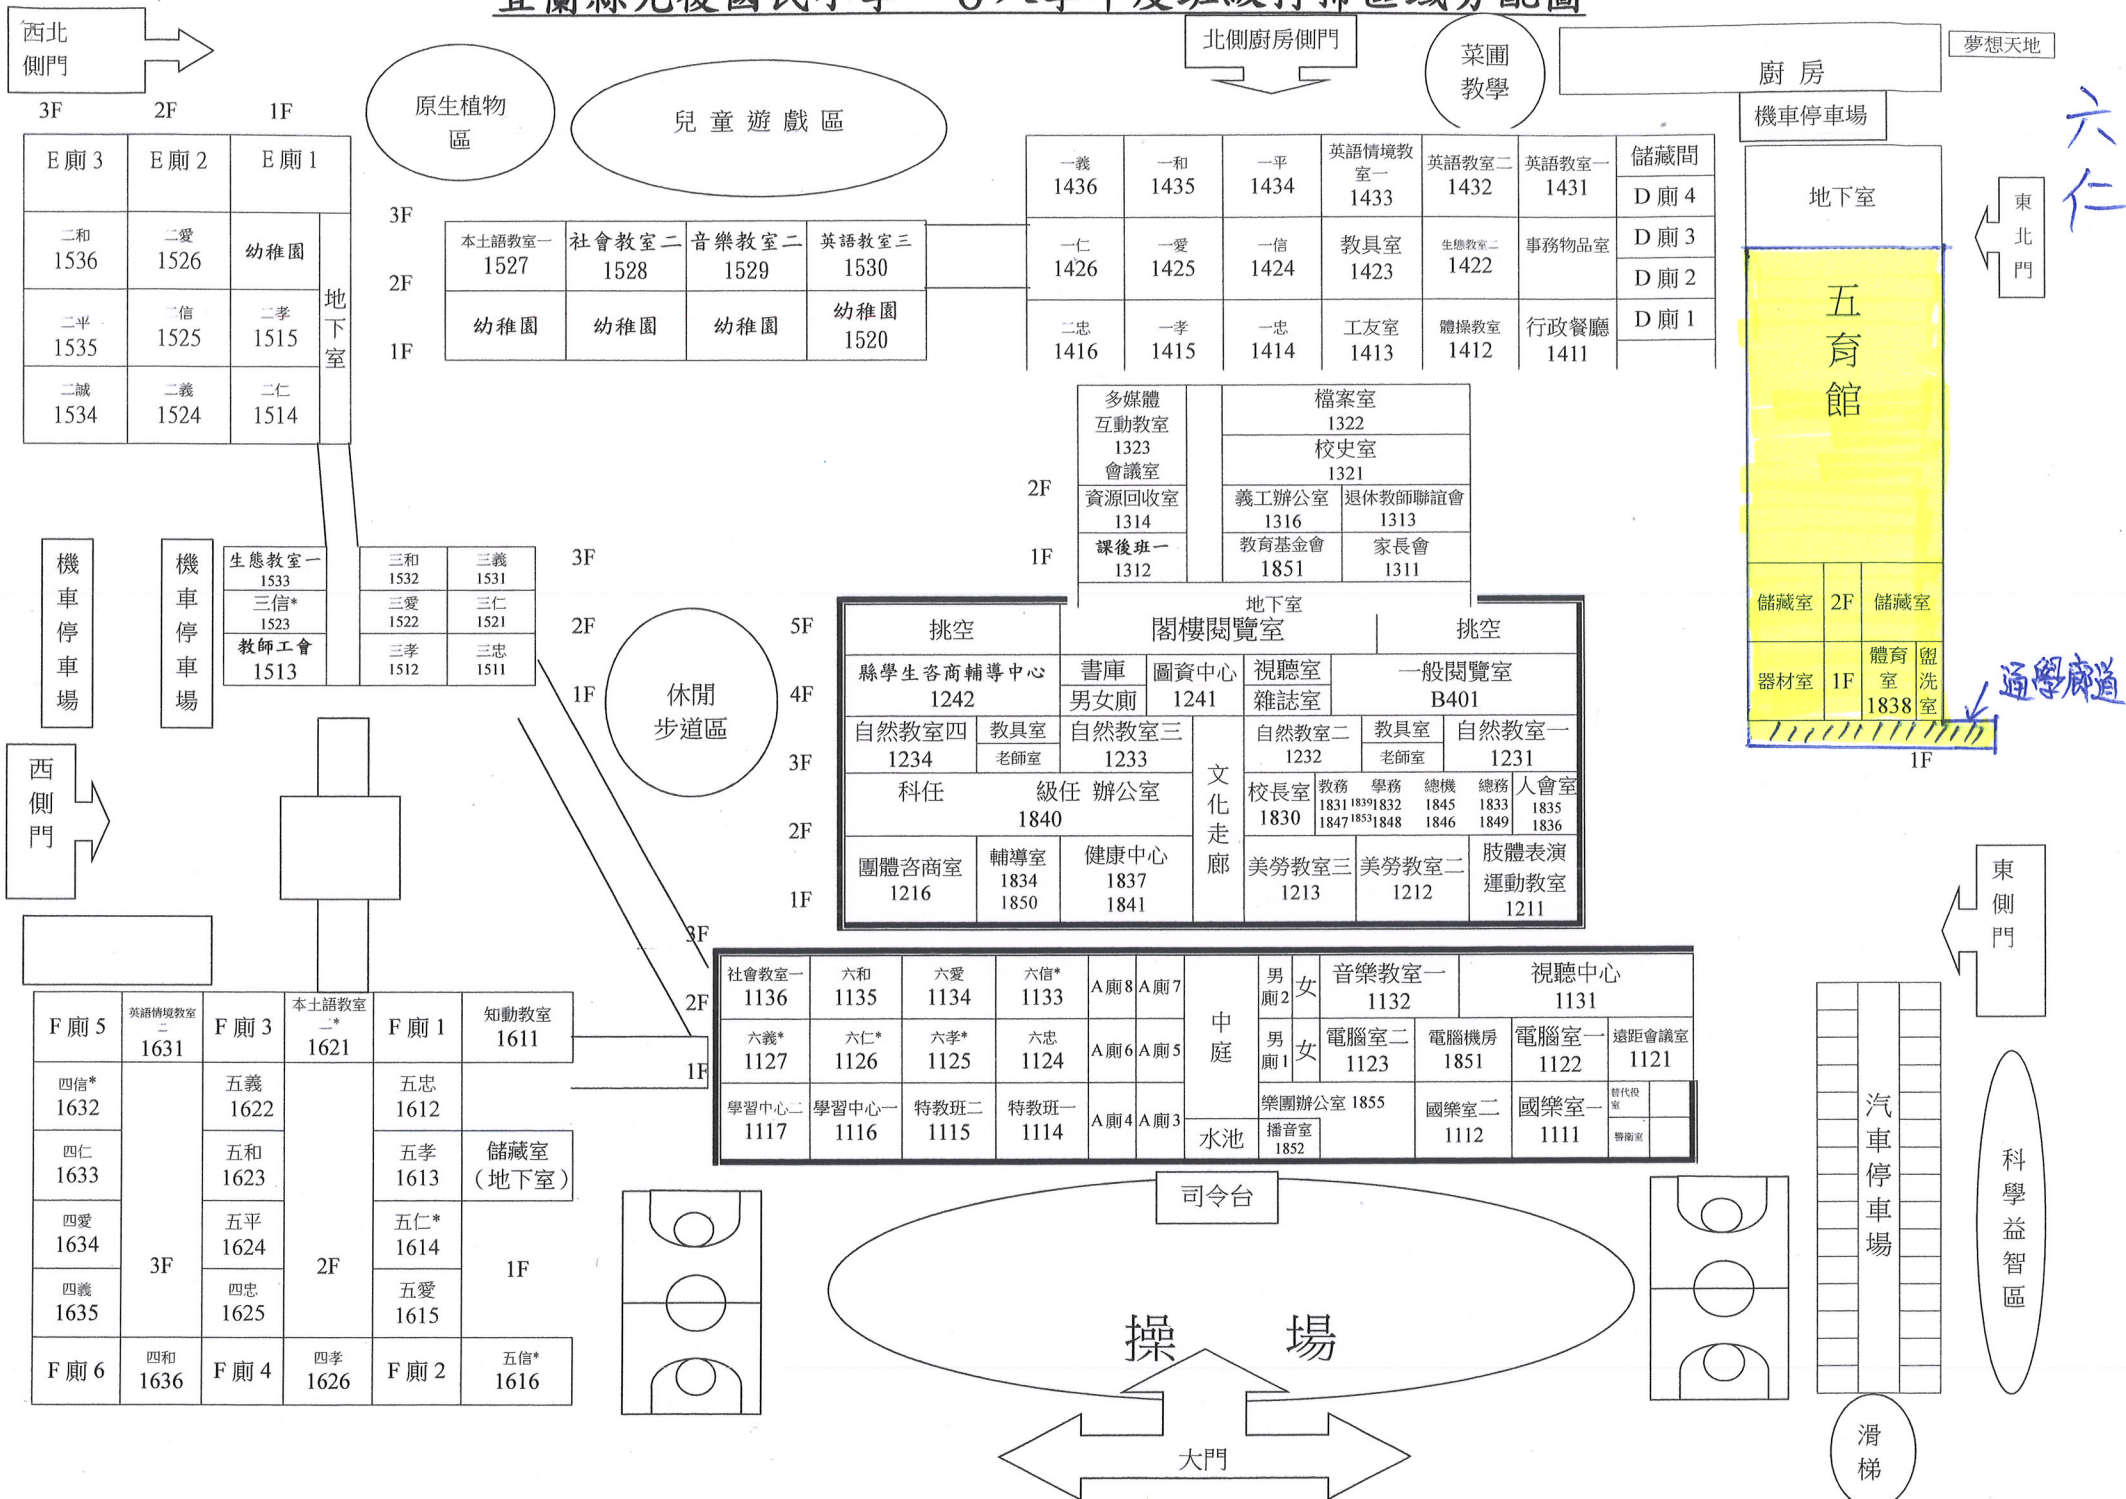 西北
側門
北側廚房側門
菜圃
教學
廚 房
夢想天地
機車停車場
六仁
3F 2F 1F
原生植物
區
兒 童 遊 戲 區
E 廁 3 E 廁 2 E 廁 1
二和 二愛 幼稚園
1536 1526
二平 二信 二孝
1535 1525 1515
二誠 二義 二仁
1534 1524 1514
地下室
3F
2F
1F
本土語教室一 社會教室二 音樂教室二 英語教室三
1527 1528 1529 1530
幼稚園 幼稚園 幼稚園 幼稚園
1520
一義 一和 一平 英語情境教室一 英語教室二 英語教室一 儲藏間
1436 1435 1434 1433 1432 1431
D 廁 4
一仁 一愛 一信 教具室 生態教室二 事務物品室 D 廁 3
1426 1425 1424 1423 1422
D 廁 2
二忠 一孝 一忠 工友室 體操教室 行政餐廳 D 廁 1
1416 1415 1414 1413 1412 1411
地下室
東北門
五育館
儲藏室 2F 儲藏室
器材室 1F 體育室 1838 盥洗室
通學廊道
1F
多媒體
互動教室
1323
會議室
檔案室
1322
校史室
1321
2F
資源回收室 義工辦公室 退休教師聯誼會
1314 1316 1313
1F
課後班一 教育基金會 家長會
1312 1851 1311
地下室
機車停車場
機車停車場
生態教室一 三和 三義
1533 1532 1531
三信* 三愛 三仁
1523 1522 1521
教師工會 三孝 三忠
1513 1512 1511
3F
2F
1F
休閒
步道區
5F
挑空 閣樓閱覽室 挑空
4F
縣學生咨商輔導中心 書庫 圖資中心 視聽室 一般閱覽室
1242 男女廁 1241 雜誌室 B401
3F
自然教室四 教具室 自然教室三 自然教室二 教具室 自然教室一
1234 老師室 1233 1232 老師室 1231
文化走廊
2F
科任 級任 辦公室
1840
校長室 教務 學務 總機 總務 人會室
1830 1831 1839 1832 1845 1833 1835
1847 1853 1848 1846 1849 1836
1F
團體咨商室 輔導室 健康中心 美勞教室三 美勞教室二 肢體表演
1216 1834 1837 1213 1212 運動教室
1850 1841 1211
西側門
東側門
3F
2F
1F
社會教室一 六和 六愛 六信* A廁8 A廁7
1136 1135 1134 1133
男廁2 女 音樂教室一 視聽中心
1132 1131
六義* 六仁* 六孝* 六忠 A廁6 A廁5
1127 1126 1125 1124
中庭
男廁1 女 電腦室二 電腦機房 電腦室一 遠距會議室
1123 1851 1122 1121
學習中心二 學習中心一 特教班二 特教班一 A廁4 A廁3
1117 1116 1115 1114
水池
樂團辦公室 1855
播音室
1852
國樂室二 國樂室一
1112 1111
替代役室
警衛室
F 廁 5 英語情境教室二 F 廁 3 本土語教室二* F 廁 1 知動教室
1631 1621 1611
四信* 五義 五忠
1632 1622 1612
四仁 五和 五孝 儲藏室
1633 1623 1613 （地下室）
四愛 五平 五仁*
1634 1624 1614
3F 2F 1F
四義 四忠 五愛
1635 1625 1615
F 廁 6 四和 F 廁 4 四孝 F 廁 2 五信*
1636 1626 1616
司令台
操 場
大門
汽車停車場
科學益智區
滑梯